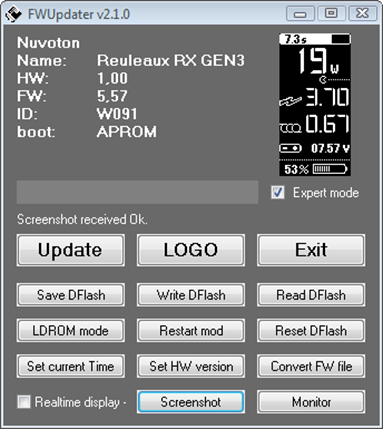 FWUpdater v2.1.0
Nuvoton
Name: Reuleaux RX GEN3
HW: 1,00
FW: 5,57
ID: W091
boot: APROM
7.3s
19W
3.70
0.67
07.57 V
53%
Expert mode
Screenshot received Ok.
Update LOGO Exit
Save DFlash Write DFlash Read DFlash
LDROM mode Restart mod Reset DFlash
Set current Time Set HW version Convert FW file
Realtime display - Screenshot Monitor